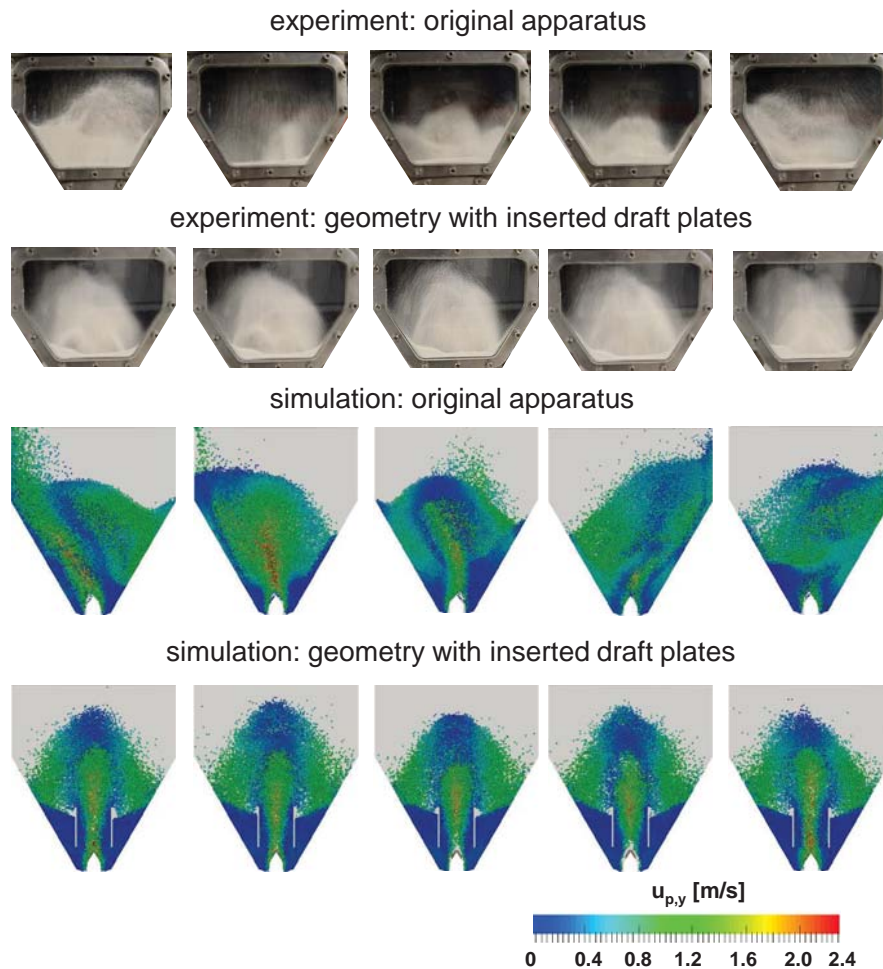 experiment: original apparatus
experiment: geometry with inserted draft plates
simulation: original apparatus
simulation: geometry with inserted draft plates
u_p,y [m/s]
0 0.4 0.8 1.2 1.6 2.0 2.4